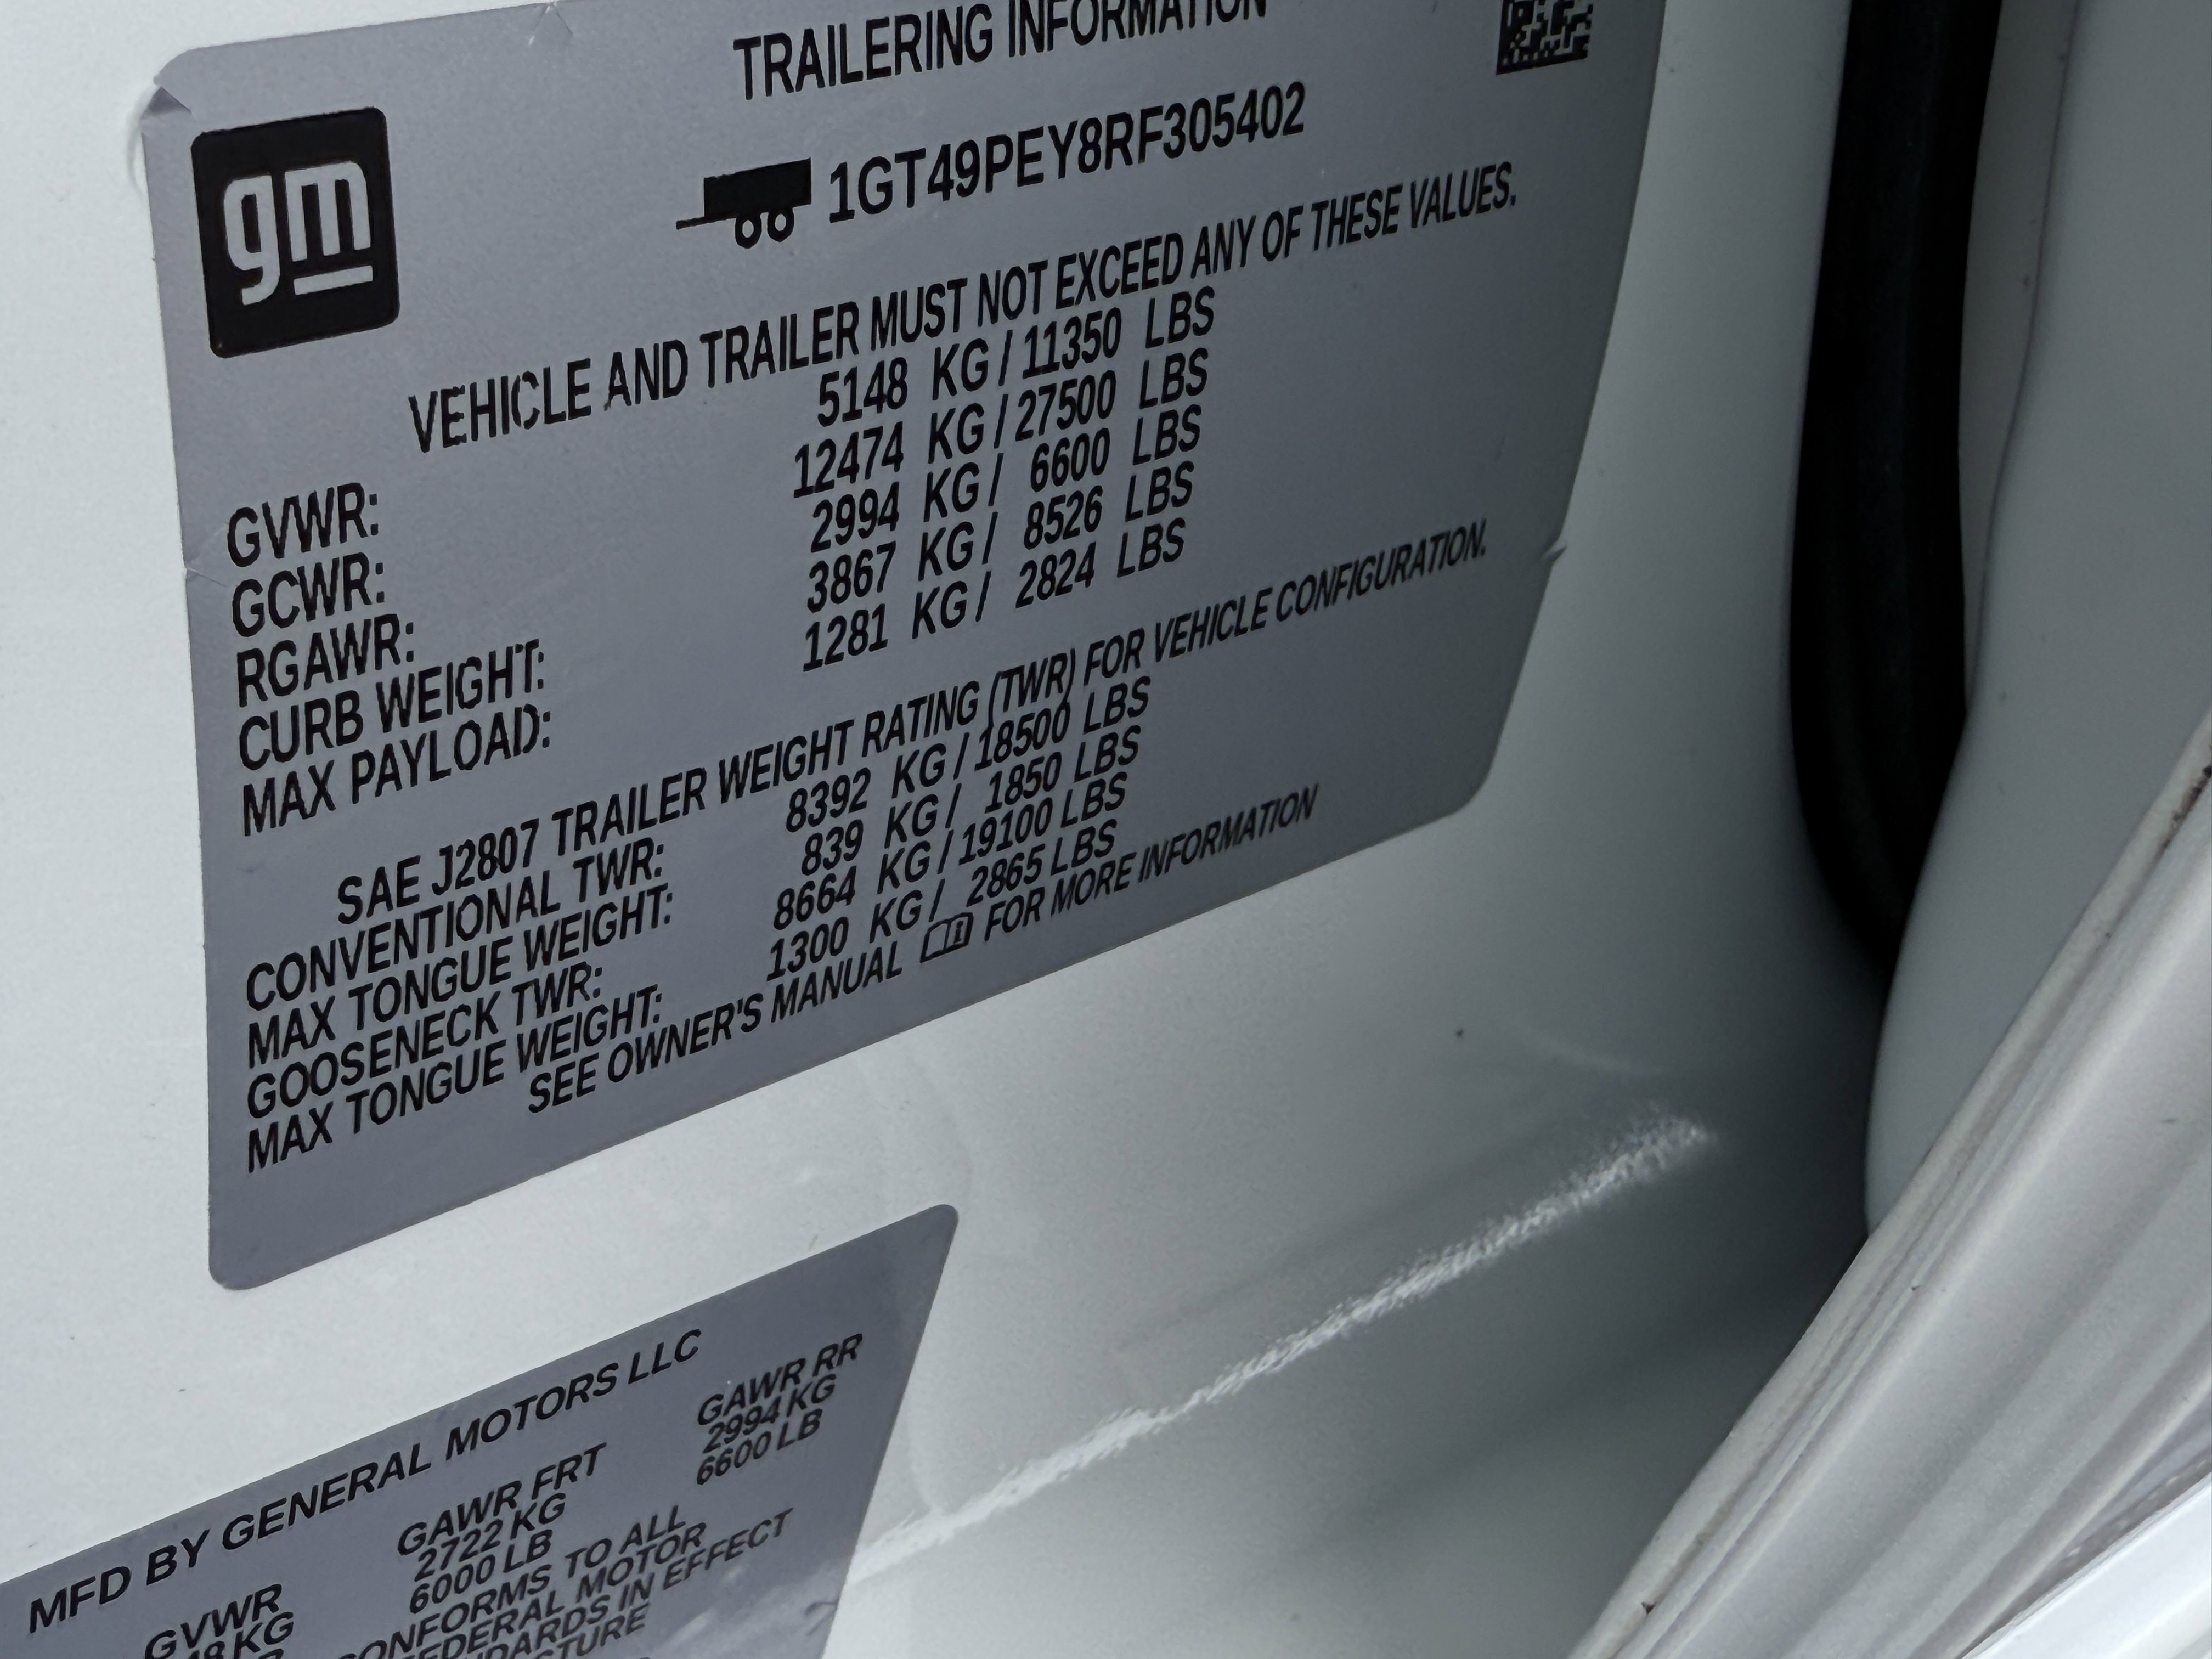 TRAILERING INFORMATION
gm
1GT49PEY8RF305402
VEHICLE AND TRAILER MUST NOT EXCEED ANY OF THESE VALUES.
GVWR: 5148 KG / 11350 LBS
GCWR: 12474 KG / 27500 LBS
RGAWR: 2994 KG / 6600 LBS
CURB WEIGHT: 3867 KG / 8526 LBS
MAX PAYLOAD: 1281 KG / 2824 LBS
SAE J2807 TRAILER WEIGHT RATING (TWR) FOR VEHICLE CONFIGURATION.
CONVENTIONAL TWR: 8392 KG / 18500 LBS
MAX TONGUE WEIGHT: 839 KG / 1850 LBS
GOOSENECK TWR: 8664 KG / 19100 LBS
MAX TONGUE WEIGHT: 1300 KG / 2865 LBS
SEE OWNER'S MANUAL FOR MORE INFORMATION
MFD BY GENERAL MOTORS LLC
GVWR GAWR FRT GAWR RR
KG 2722 KG 2994 KG
6000 LB 6600 LB
TO ALL
MOTOR
IN EFFECT